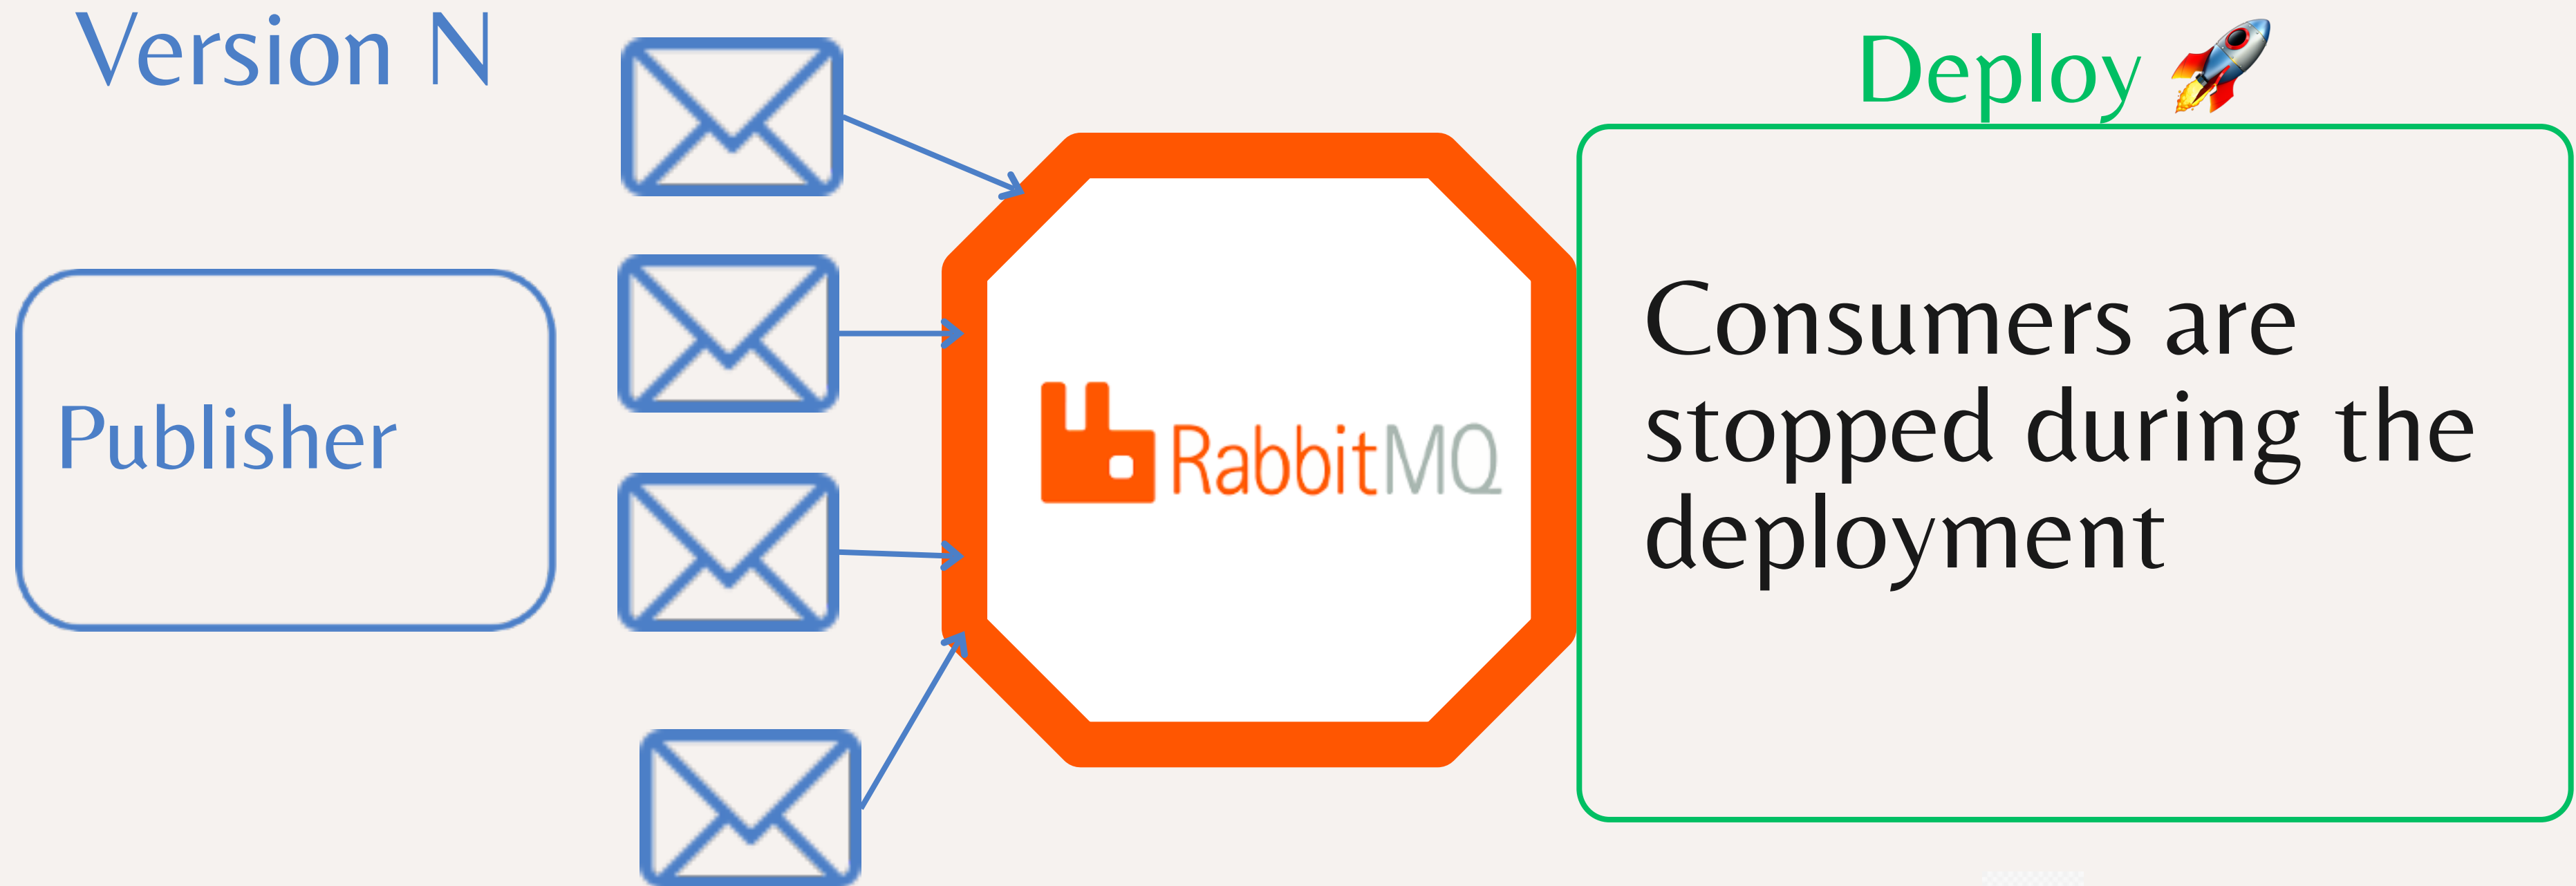 Version N
Deploy 🚀
Publisher
RabbitMQ
Consumers are
stopped during the
deployment